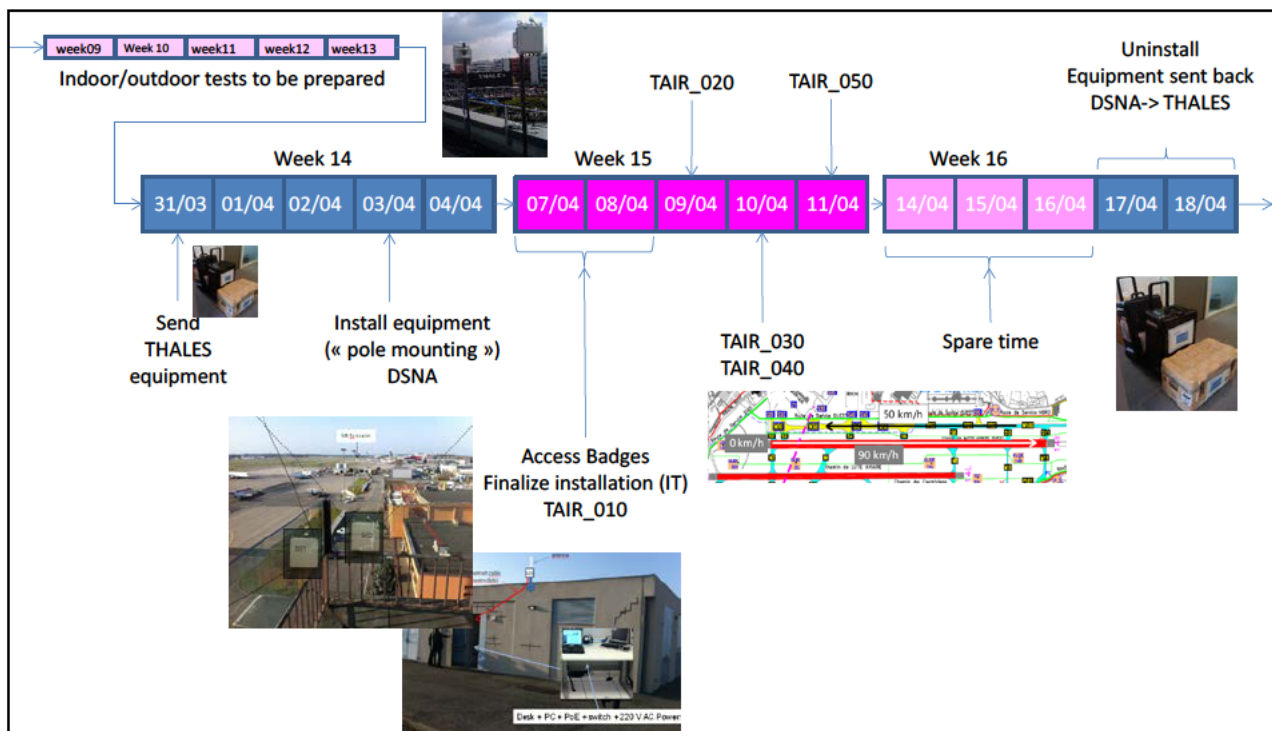 week09 Week 10 week11 week12 week13
Indoor/outdoor tests to be prepared
THALES
TAIR_020
TAIR_050
Uninstall
Equipment sent back
DSNA-> THALES
Week 14
Week 15
Week 16
31/03 01/04 02/04 03/04 04/04
07/04 08/04 09/04 10/04 11/04
14/04 15/04 16/04
17/04 18/04
Send
THALES
equipment
Install equipment
(« pole mounting »)
DSNA
Access Badges
Finalize installation (IT)
TAIR_010
TAIR_030
TAIR_040
Spare time
50 km/h
0 km/h
90 km/h
Desk + PC + PoE + switch +220 V AC Power